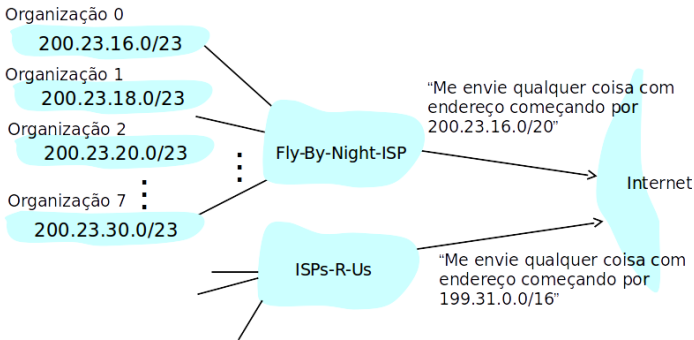 Organização 0
200.23.16.0/23
Organização 1
200.23.18.0/23
Organização 2
200.23.20.0/23
Organização 7
200.23.30.0/23
Fly-By-Night-ISP
“Me envie qualquer coisa com
endereço começando por
200.23.16.0/20”
Internet
ISPs-R-Us
“Me envie qualquer coisa com
endereço começando por
199.31.0.0/16”